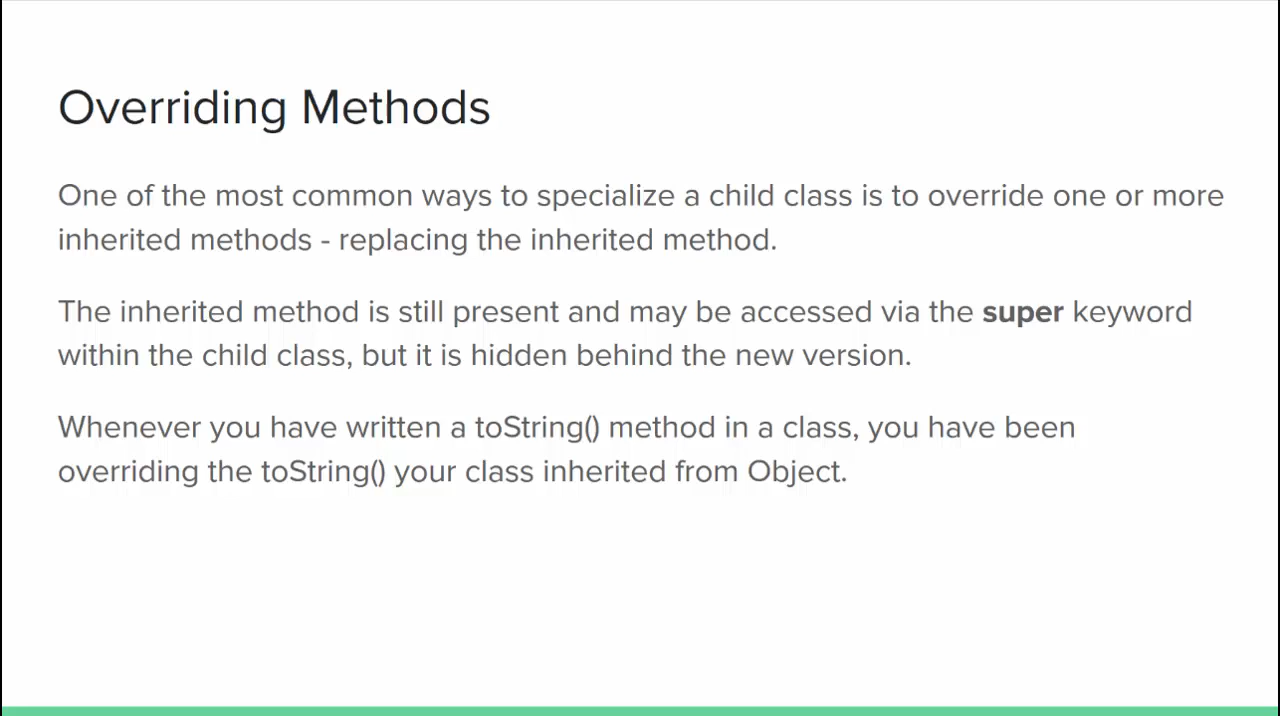 Overriding Methods
One of the most common ways to specialize a child class is to override one or more
inherited methods - replacing the inherited method.
The inherited method is still present and may be accessed via the super keyword
within the child class, but it is hidden behind the new version.
Whenever you have written a toString() method in a class, you have been
overriding the toString() your class inherited from Object.